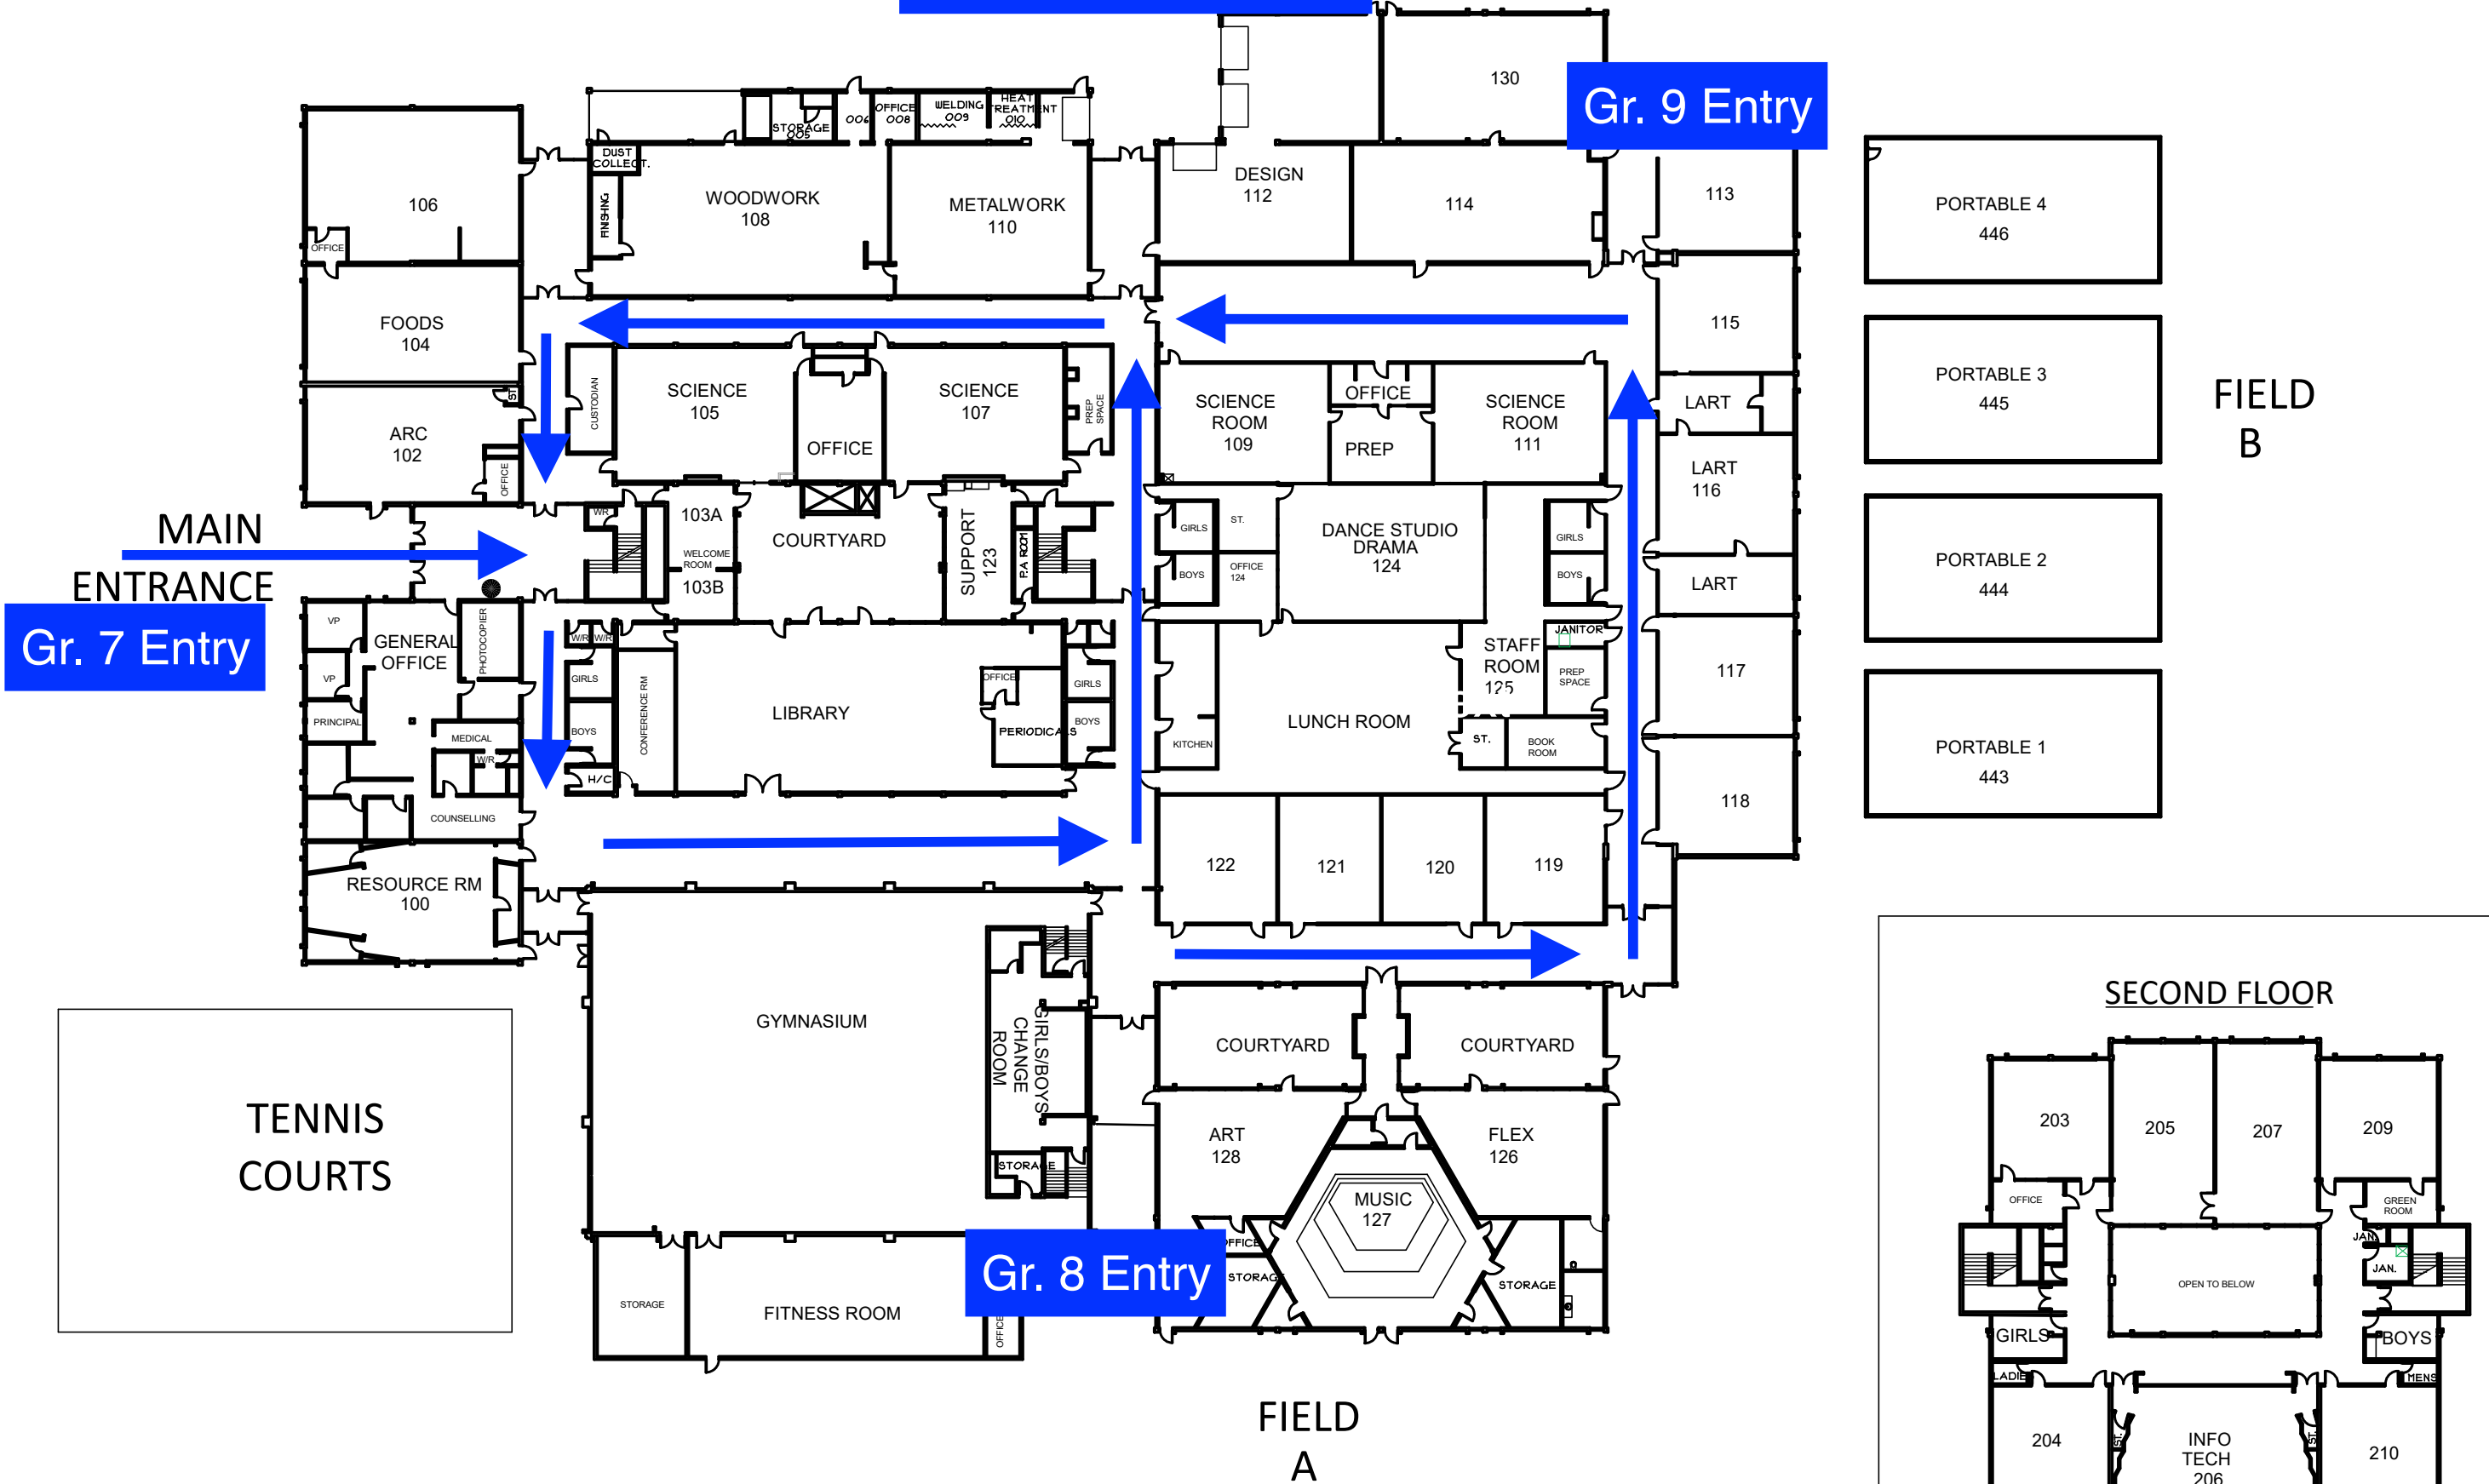 130
Gr. 9 Entry
STORAGE
005
006
OFFICE
008
WELDING
009
HEAT
TREATMENT
010
DUST
COLLECT.
FINISHING
106
OFFICE
WOODWORK
108
METALWORK
110
DESIGN
112
114
113
PORTABLE 4
446
FOODS
104
115
PORTABLE 3
445
FIELD
B
ARC
102
ST
OFFICE
CUSTODIAN
SCIENCE
105
OFFICE
SCIENCE
107
PREP
SPACE
SCIENCE
ROOM
109
OFFICE
PREP
SCIENCE
ROOM
111
LART
LART
116
MAIN
ENTRANCE
Gr. 7 Entry
WR
103A
WELCOME
ROOM
103B
COURTYARD
SUPPORT
123
P.A ROOM
GIRLS
ST.
BOYS
OFFICE
124
DANCE STUDIO
DRAMA
124
GIRLS
BOYS
LART
PORTABLE 2
444
VP
GENERAL
OFFICE
PHOTOCOPIER
VP
PRINCIPAL
MEDICAL
W/R
COUNSELLING
W/R
W/R
GIRLS
BOYS
H/C
CONFERENCE RM
LIBRARY
OFFICE
PERIODICALS
GIRLS
BOYS
KITCHEN
LUNCH ROOM
STAFF
ROOM
125
JANITOR
PREP
SPACE
ST.
BOOK
ROOM
117
118
PORTABLE 1
443
RESOURCE RM
100
122
121
120
119
GYMNASIUM
GIRLS/BOYS
CHANGE
ROOM
STORAGE
COURTYARD
COURTYARD
TENNIS
COURTS
ART
128
FLEX
126
MUSIC
127
OFFICE
STORAGE
STORAGE
Gr. 8 Entry
STORAGE
FITNESS ROOM
OFFICE
FIELD
A
SECOND FLOOR
203
205
207
209
OFFICE
GREEN
ROOM
JAN.
JAN.
OPEN TO BELOW
GIRLS
BOYS
LADIES
MENS
204
ST.
INFO
TECH
206
ST.
210